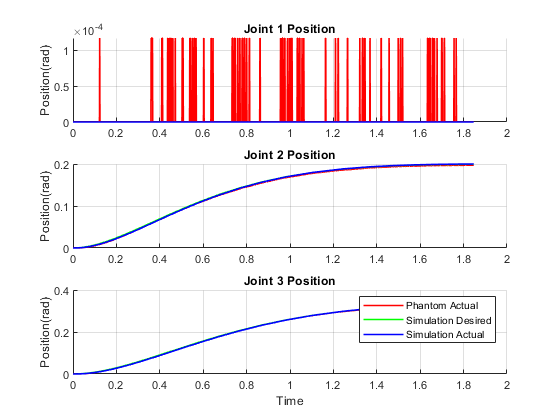 Joint 1 Position
×10⁻⁴
Position(rad)
1
0.5
0
0 0.2 0.4 0.6 0.8 1 1.2 1.4 1.6 1.8 2
Joint 2 Position
Position(rad)
0.2
0.1
0
0 0.2 0.4 0.6 0.8 1 1.2 1.4 1.6 1.8 2
Joint 3 Position
Position(rad)
0.4
0.2
0
Phantom Actual
Simulation Desired
Simulation Actual
0 0.2 0.4 0.6 0.8 1 1.2 1.4 1.6 1.8 2
Time